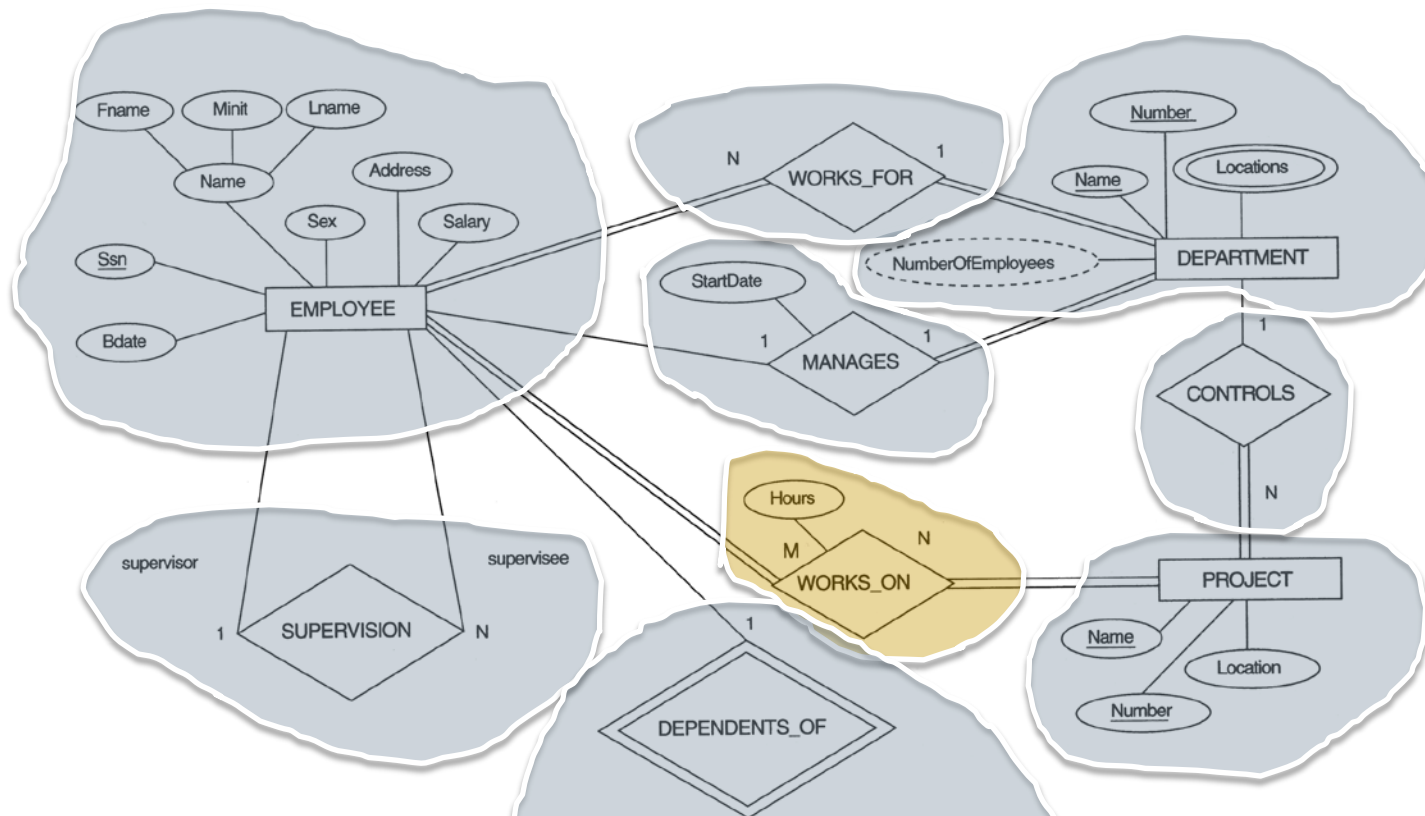 Fname
Minit
Lname
Name
Address
Sex
Salary
Ssn
Bdate
EMPLOYEE
N
WORKS_FOR
1
Number
Name
Locations
NumberOfEmployees
DEPARTMENT
StartDate
1
MANAGES
1
1
CONTROLS
N
Hours
M
N
WORKS_ON
PROJECT
Name
Location
Number
supervisor
supervisee
1
SUPERVISION
N
1
DEPENDENTS_OF